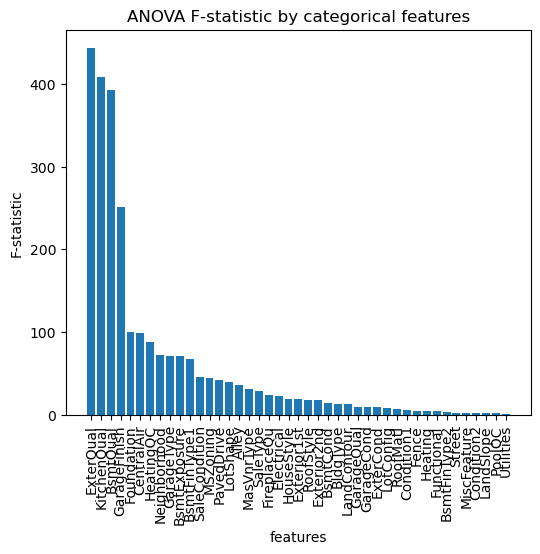 ANOVA F-statistic by categorical features
F-statistic
400
300
200
100
0
ExterQual
KitchenQual
BsmtQual
GarageFinish
Foundation
CentralAir
HeatingQC
Neighborhood
GarageType
BsmtExposure
BsmtFinType1
SaleCondition
MSZoning
PavedDrive
LotShape
Alley
MasVnrType
SaleType
FireplaceQu
Electrical
HouseStyle
Exterior1st
RoofStyle
Exterior2nd
BsmtCond
BldgType
LandContour
GarageQual
GarageCond
ExterCond
LotConfig
RoofMatl
Condition1
Fence
Heating
Functional
BsmtFinType2
Street
MiscFeature
Condition2
LandSlope
PoolQC
Utilities
features